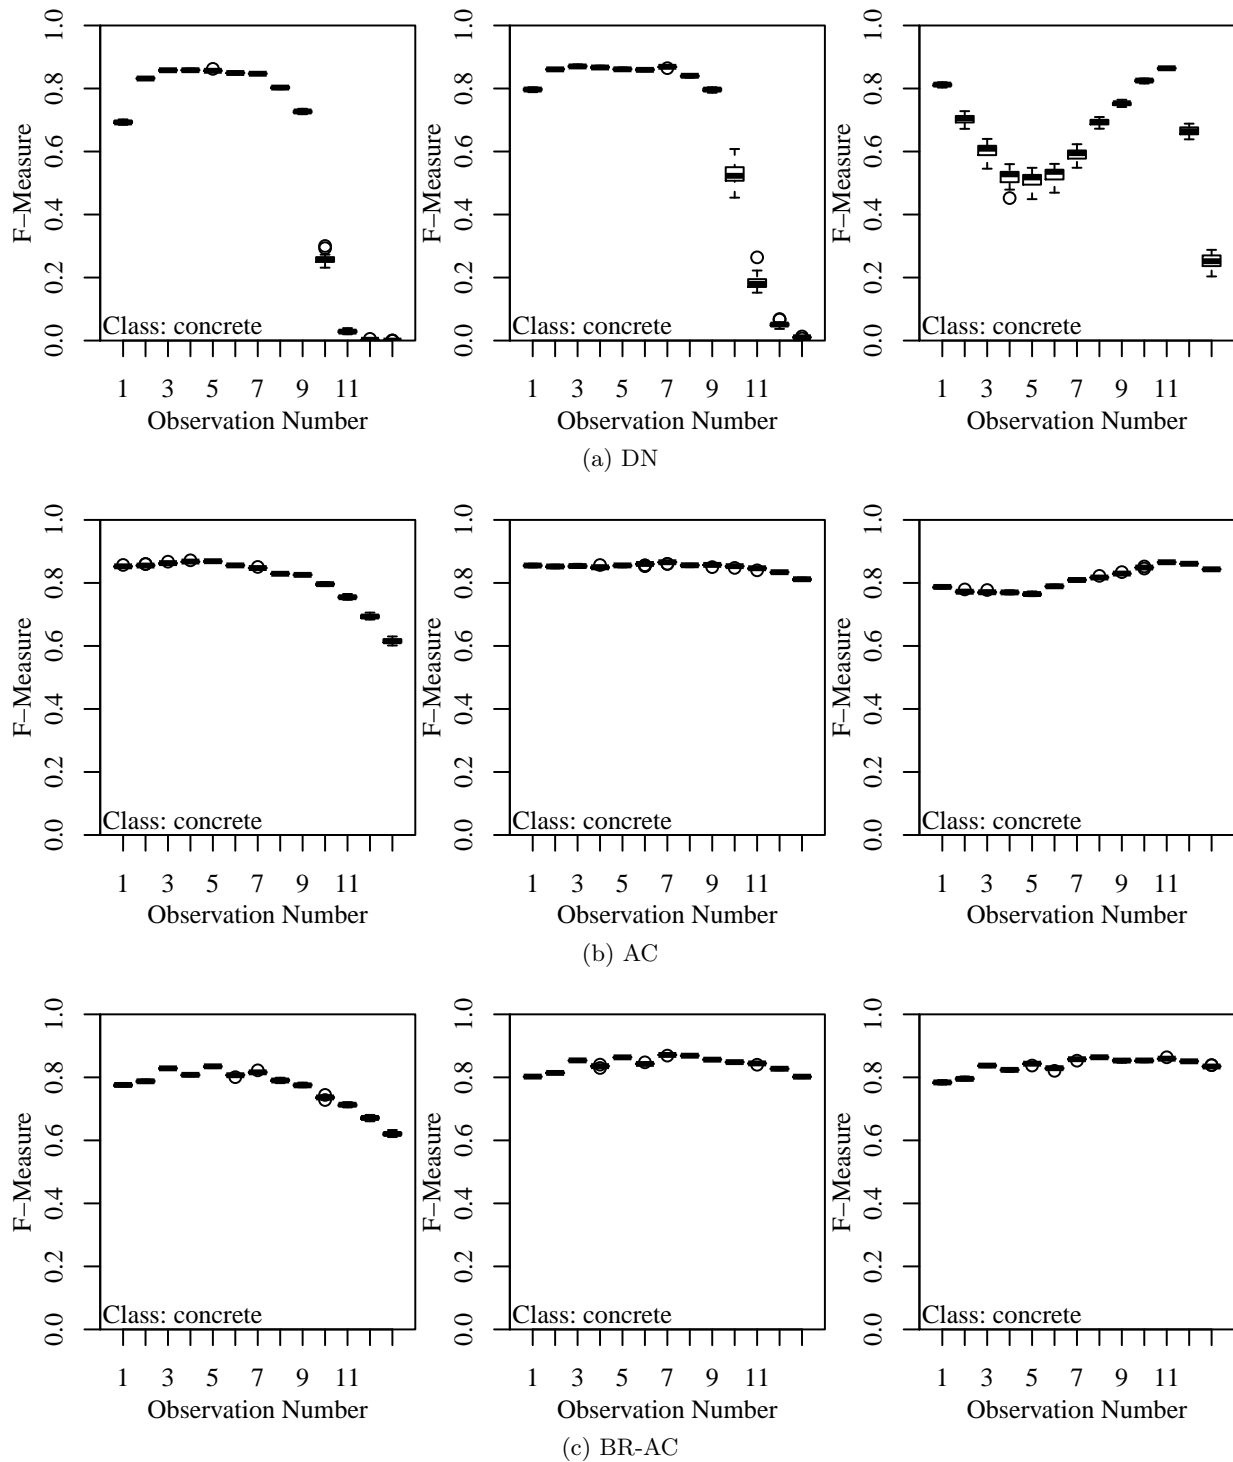 F−Measure
0.0 0.2 0.4 0.6 0.8 1.0
Class: concrete
1 3 5 7 9 11
Observation Number
F−Measure
0.0 0.2 0.4 0.6 0.8 1.0
Class: concrete
1 3 5 7 9 11
Observation Number
F−Measure
0.0 0.2 0.4 0.6 0.8 1.0
Class: concrete
1 3 5 7 9 11
Observation Number
(a) DN
F−Measure
0.0 0.2 0.4 0.6 0.8 1.0
Class: concrete
1 3 5 7 9 11
Observation Number
F−Measure
0.0 0.2 0.4 0.6 0.8 1.0
Class: concrete
1 3 5 7 9 11
Observation Number
F−Measure
0.0 0.2 0.4 0.6 0.8 1.0
Class: concrete
1 3 5 7 9 11
Observation Number
(b) AC
F−Measure
0.0 0.2 0.4 0.6 0.8 1.0
Class: concrete
1 3 5 7 9 11
Observation Number
F−Measure
0.0 0.2 0.4 0.6 0.8 1.0
Class: concrete
1 3 5 7 9 11
Observation Number
F−Measure
0.0 0.2 0.4 0.6 0.8 1.0
Class: concrete
1 3 5 7 9 11
Observation Number
(c) BR-AC